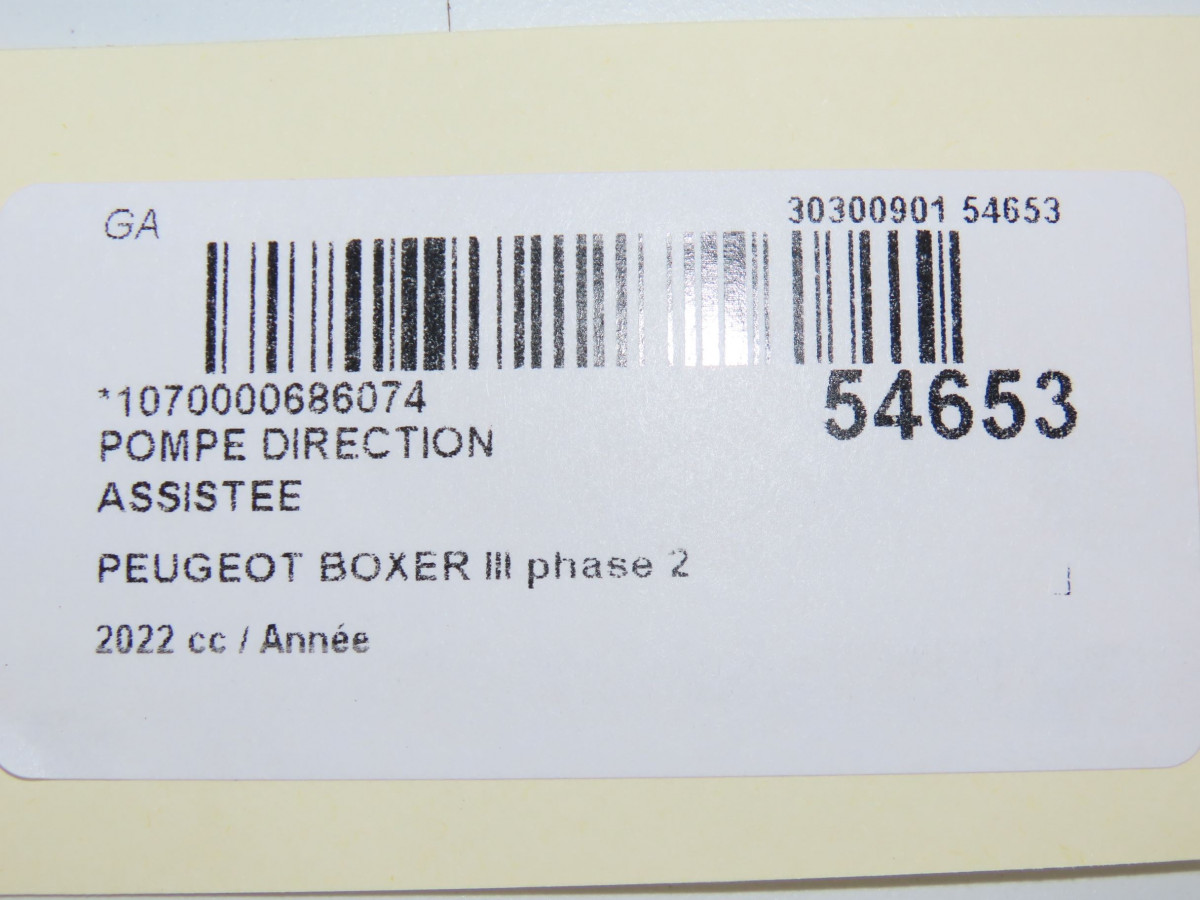 GA
30300901 54653
*1070000686074
54653
POMPE DIRECTION
ASSISTEE
PEUGEOT BOXER III phase 2
2022 cc / Année